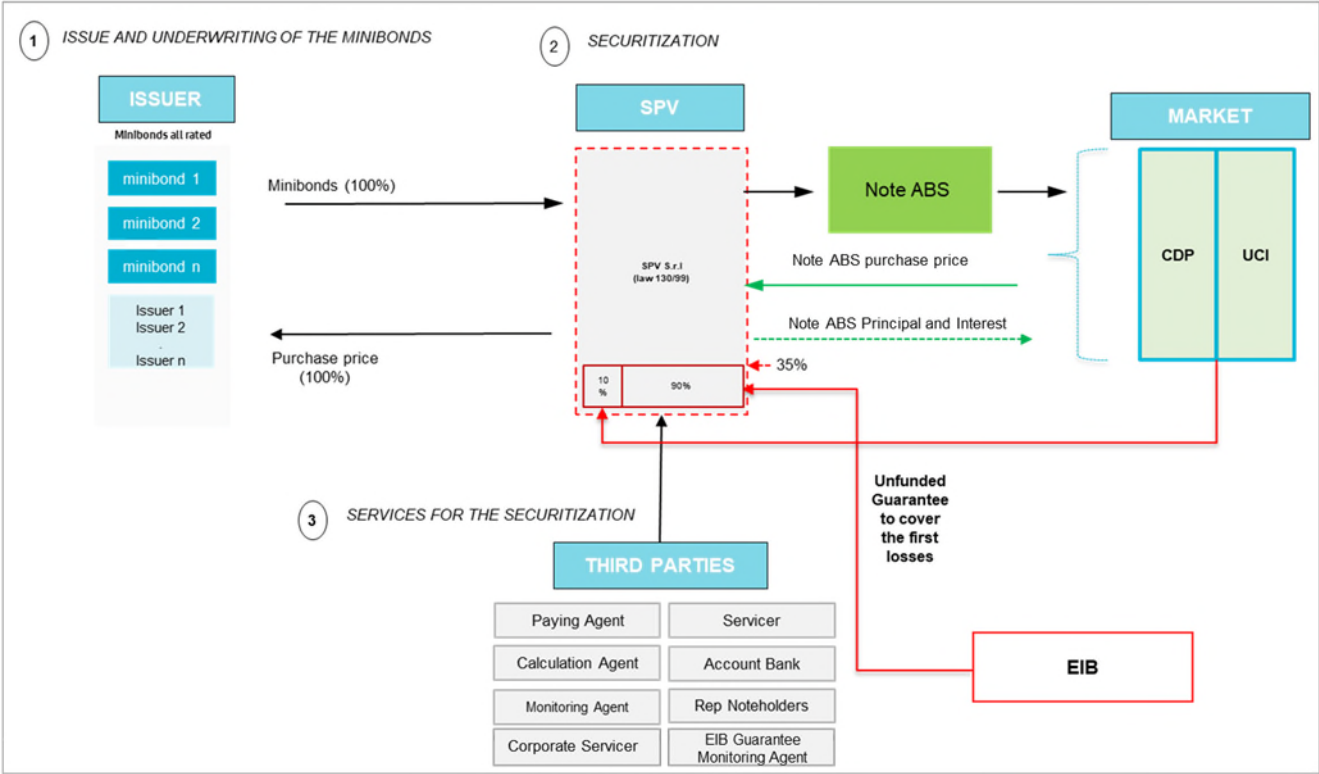 1 ISSUE AND UNDERWRITING OF THE MINIBONDS
ISSUER
Minibonds all rated
minibond 1
minibond 2
minibond n
Issuer 1
Issuer 2
.
Issuer n
Minibonds (100%)
Purchase price
(100%)
2 SECURITIZATION
SPV
SPV S.r.l
(law 130/99)
10
%
90%
35%
Note ABS
Note ABS purchase price
Note ABS Principal and Interest
MARKET
CDP
UCI
Unfunded
Guarantee
to cover
the first
losses
EIB
3 SERVICES FOR THE SECURITIZATION
THIRD PARTIES
Paying Agent
Servicer
Calculation Agent
Account Bank
Monitoring Agent
Rep Noteholders
Corporate Servicer
EIB Guarantee
Monitoring Agent